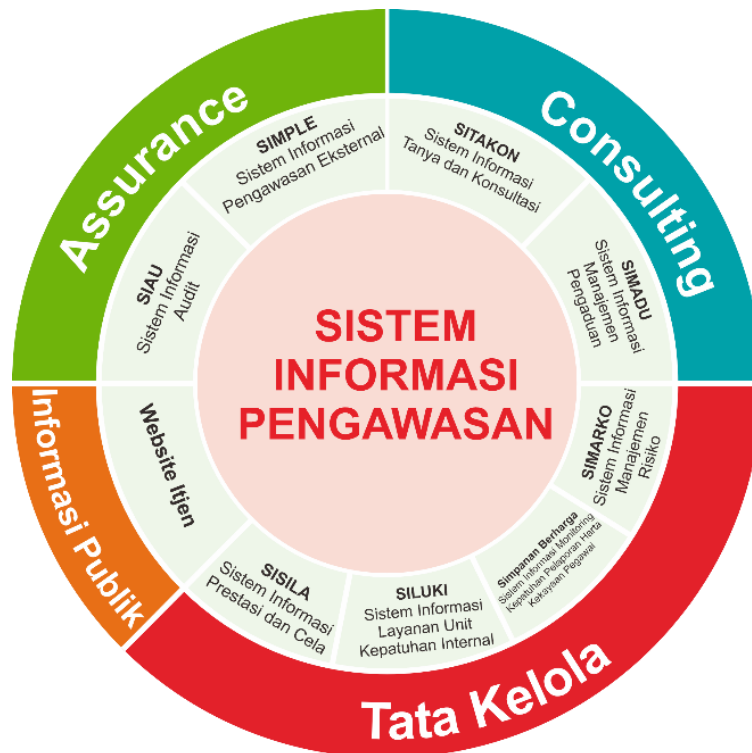 Assurance
SIMPLE
Sistem Informasi
Pengawasan Eksternal
SIAU
Sistem Informasi
Audit
Consulting
SITAKON
Sistem Informasi
Tanya dan Konsultasi
SIMADU
Sistem Informasi
Manajemen
Pengaduan
SISTEM
INFORMASI
PENGAWASAN
Informasi Publik
Website Itjen
Tata Kelola
SIMARKO
Sistem Informasi
Manajemen
Risiko
Simpanan Berharga
Sistem Informasi Monitoring
Kepatuhan Pelaporan Harta
Kekayaan Pegawai
SILUKI
Sistem Informasi
Layanan Unit
Kepatuhan Internal
SISILA
Sistem Informasi
Prestasi dan Cela